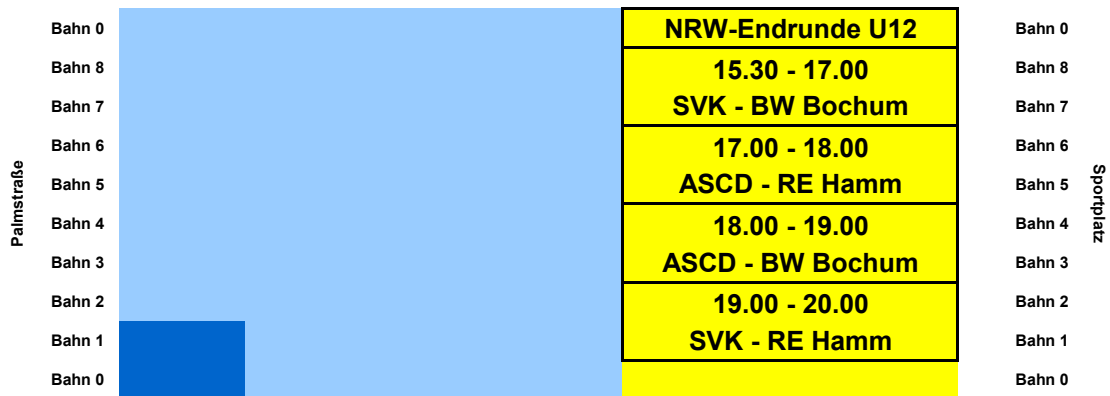 Bahn 0 NRW-Endrunde U12 Bahn 0
Bahn 8 15.30 - 17.00 Bahn 8
Bahn 7 SVK - BW Bochum Bahn 7
Bahn 6 17.00 - 18.00 Bahn 6
Bahn 5 ASCD - RE Hamm Bahn 5
Bahn 4 18.00 - 19.00 Bahn 4
Bahn 3 ASCD - BW Bochum Bahn 3
Bahn 2 19.00 - 20.00 Bahn 2
Bahn 1 SVK - RE Hamm Bahn 1
Bahn 0 Bahn 0
Palmstraße
Sportplatz